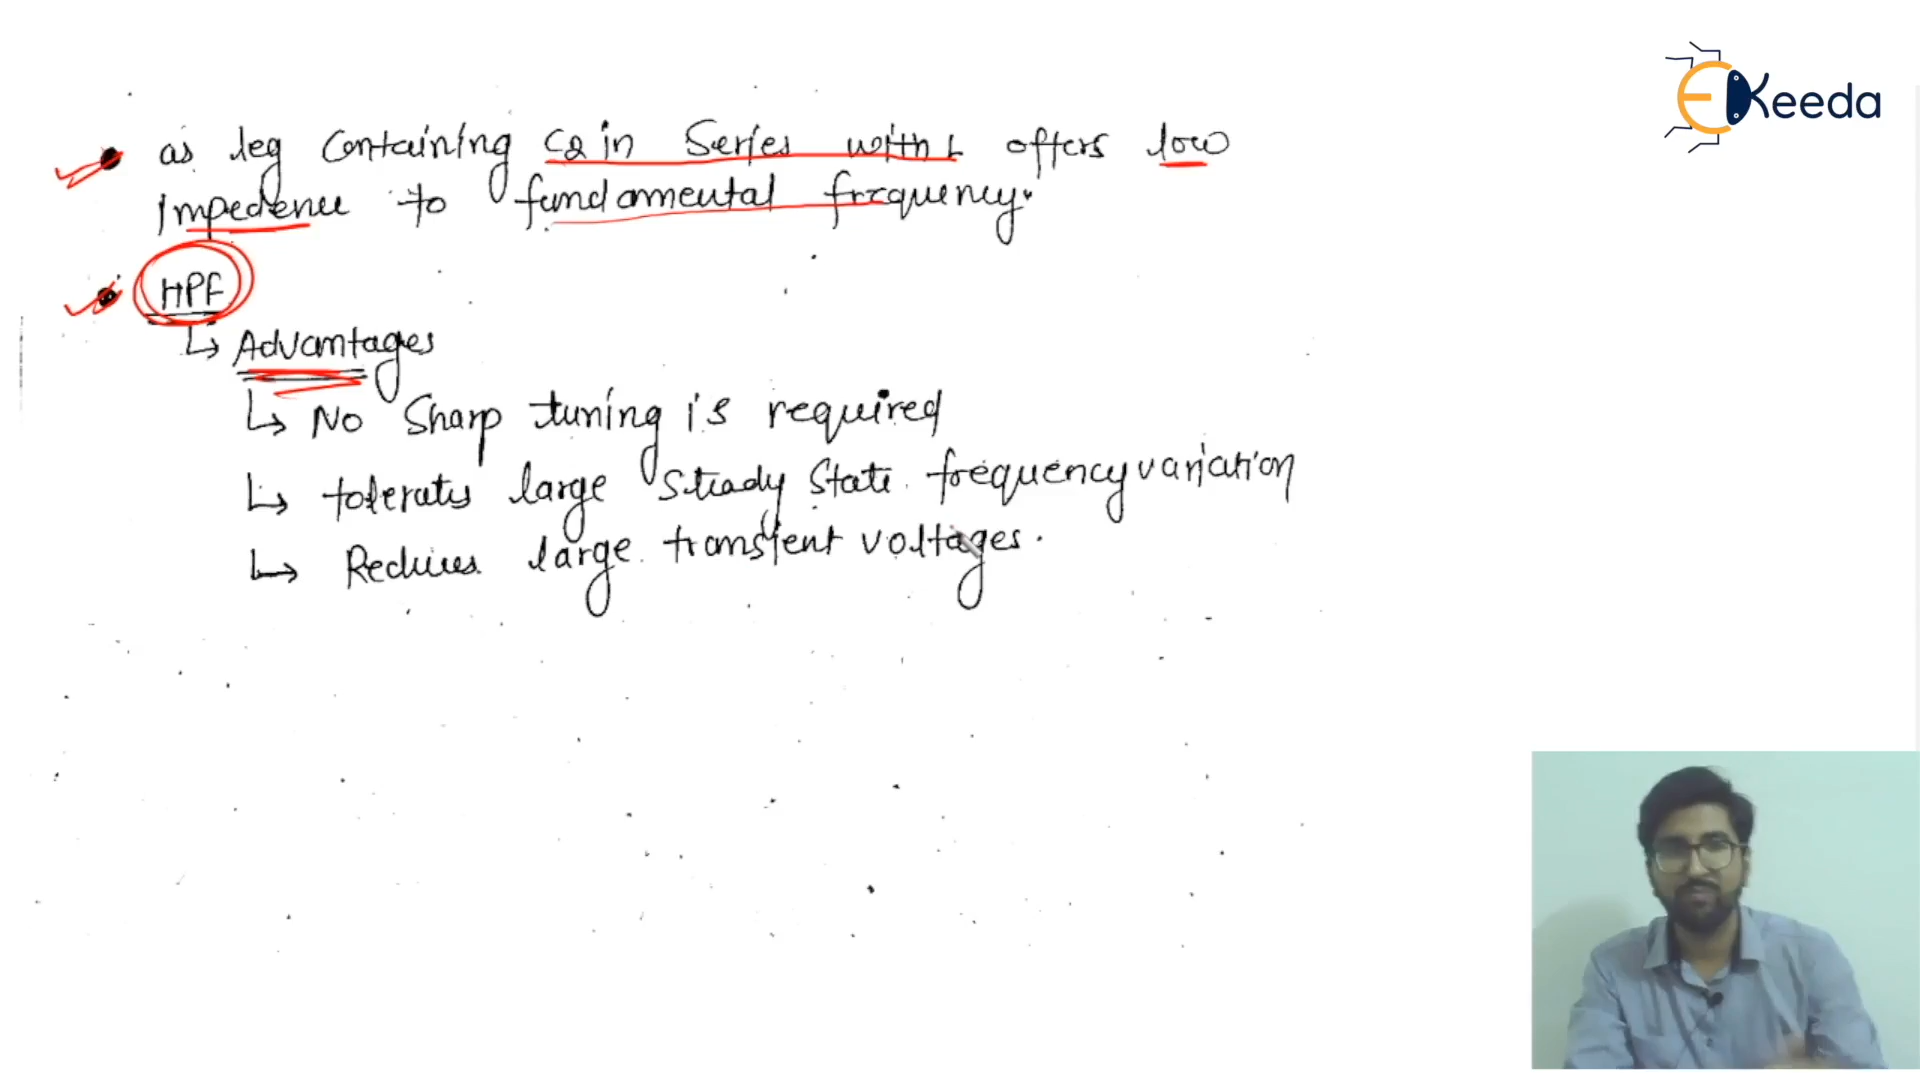 EKeeda
as leg Containing C2 in Series with L offers low
Impedence to fundamental frequency.
HPF
Advantages
No Sharp tuning is required
tolerates large Steady State frequency variation
Reduces large transient voltages.